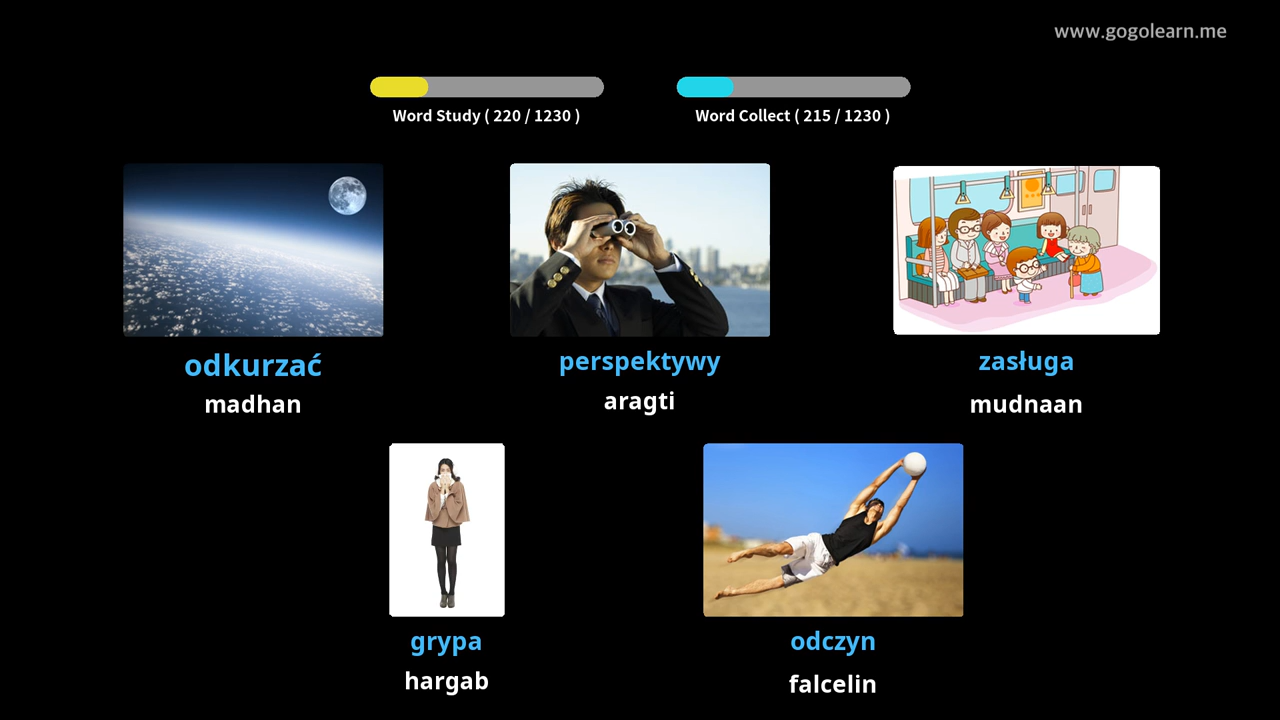 www.gogolearn.me
Word Study ( 220 / 1230 )
Word Collect ( 215 / 1230 )
odkurzać
madhan
perspektywy
aragti
zasługa
mudnaan
grypa
hargab
odczyn
falcelin